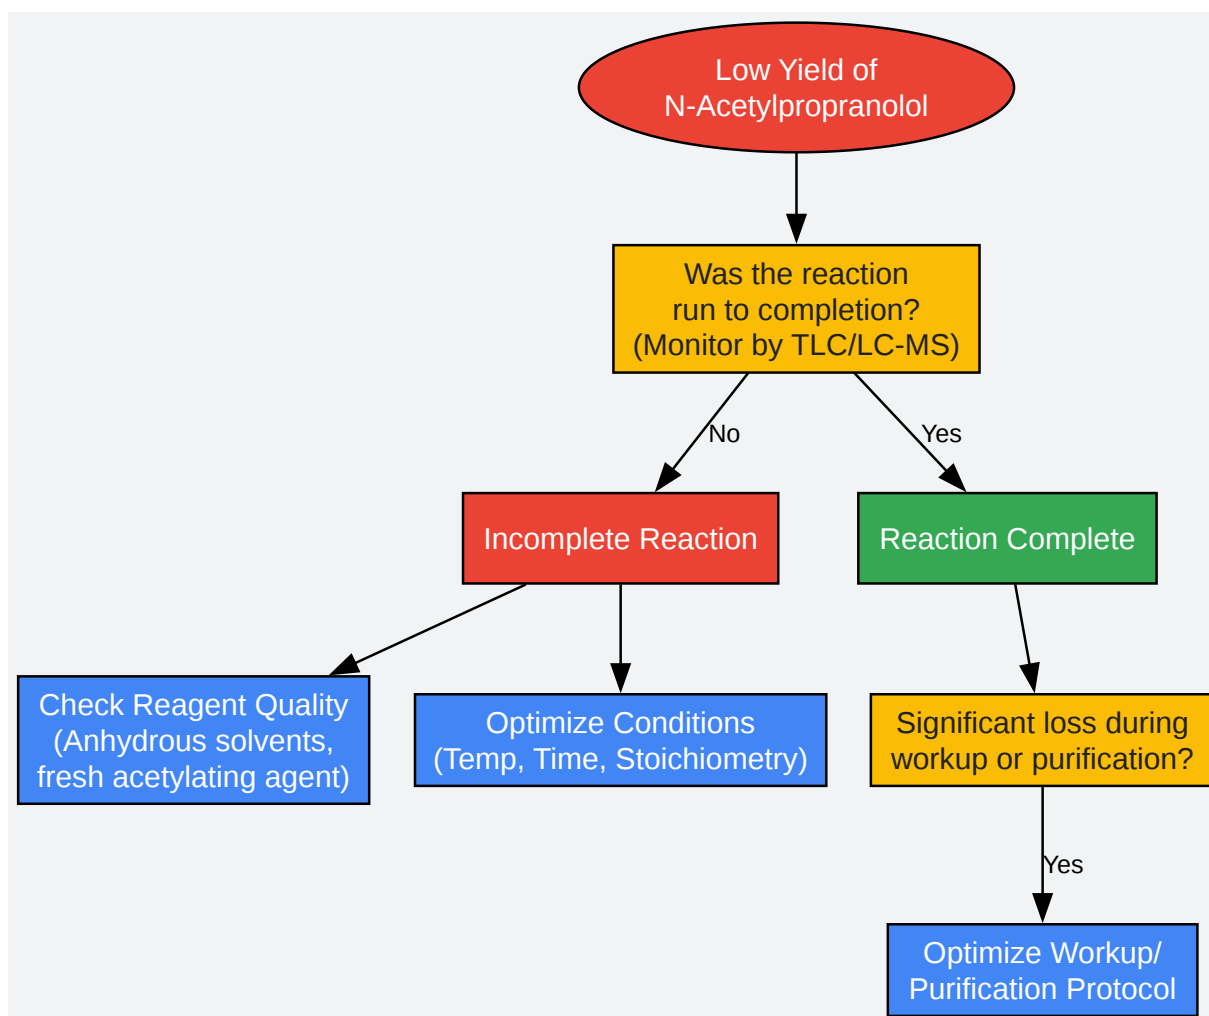 Low Yield of
N-Acetylpropranolol
Was the reaction
run to completion?
(Monitor by TLC/LC-MS)
No
Yes
Incomplete Reaction
Reaction Complete
Check Reagent Quality
(Anhydrous solvents,
fresh acetylating agent)
Optimize Conditions
(Temp, Time, Stoichiometry)
Significant loss during
workup or purification?
Yes
Optimize Workup/
Purification Protocol